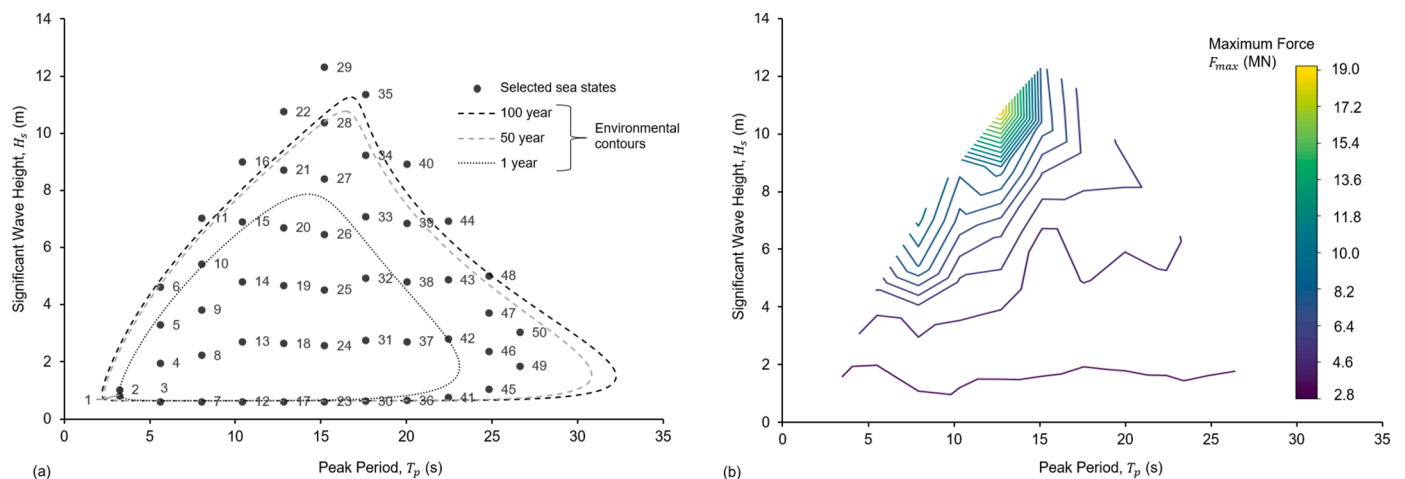 14
12
10
8
6
4
2
0
Significant Wave Height, Hs (m)
0 5 10 15 20 25 30 35
Peak Period, Tp (s)
(a)
Selected sea states
100 year
50 year
1 year
Environmental
contours
29
35
22
28
16 21 34 40
27
11 15 20 26 33 39 44
10
6 14 19 25 32 38 43 48
5 9 47
50
4 8 13 18 24 31 37 42 46
49
1 2 3 7 12 17 23 30 36 41 45
14
12
10
8
6
4
2
0
Significant Wave Height, Hs (m)
0 5 10 15 20 25 30 35
Peak Period, Tp (s)
(b)
Maximum Force
Fmax (MN)
19.0
17.2
15.4
13.6
11.8
10.0
8.2
6.4
4.6
2.8